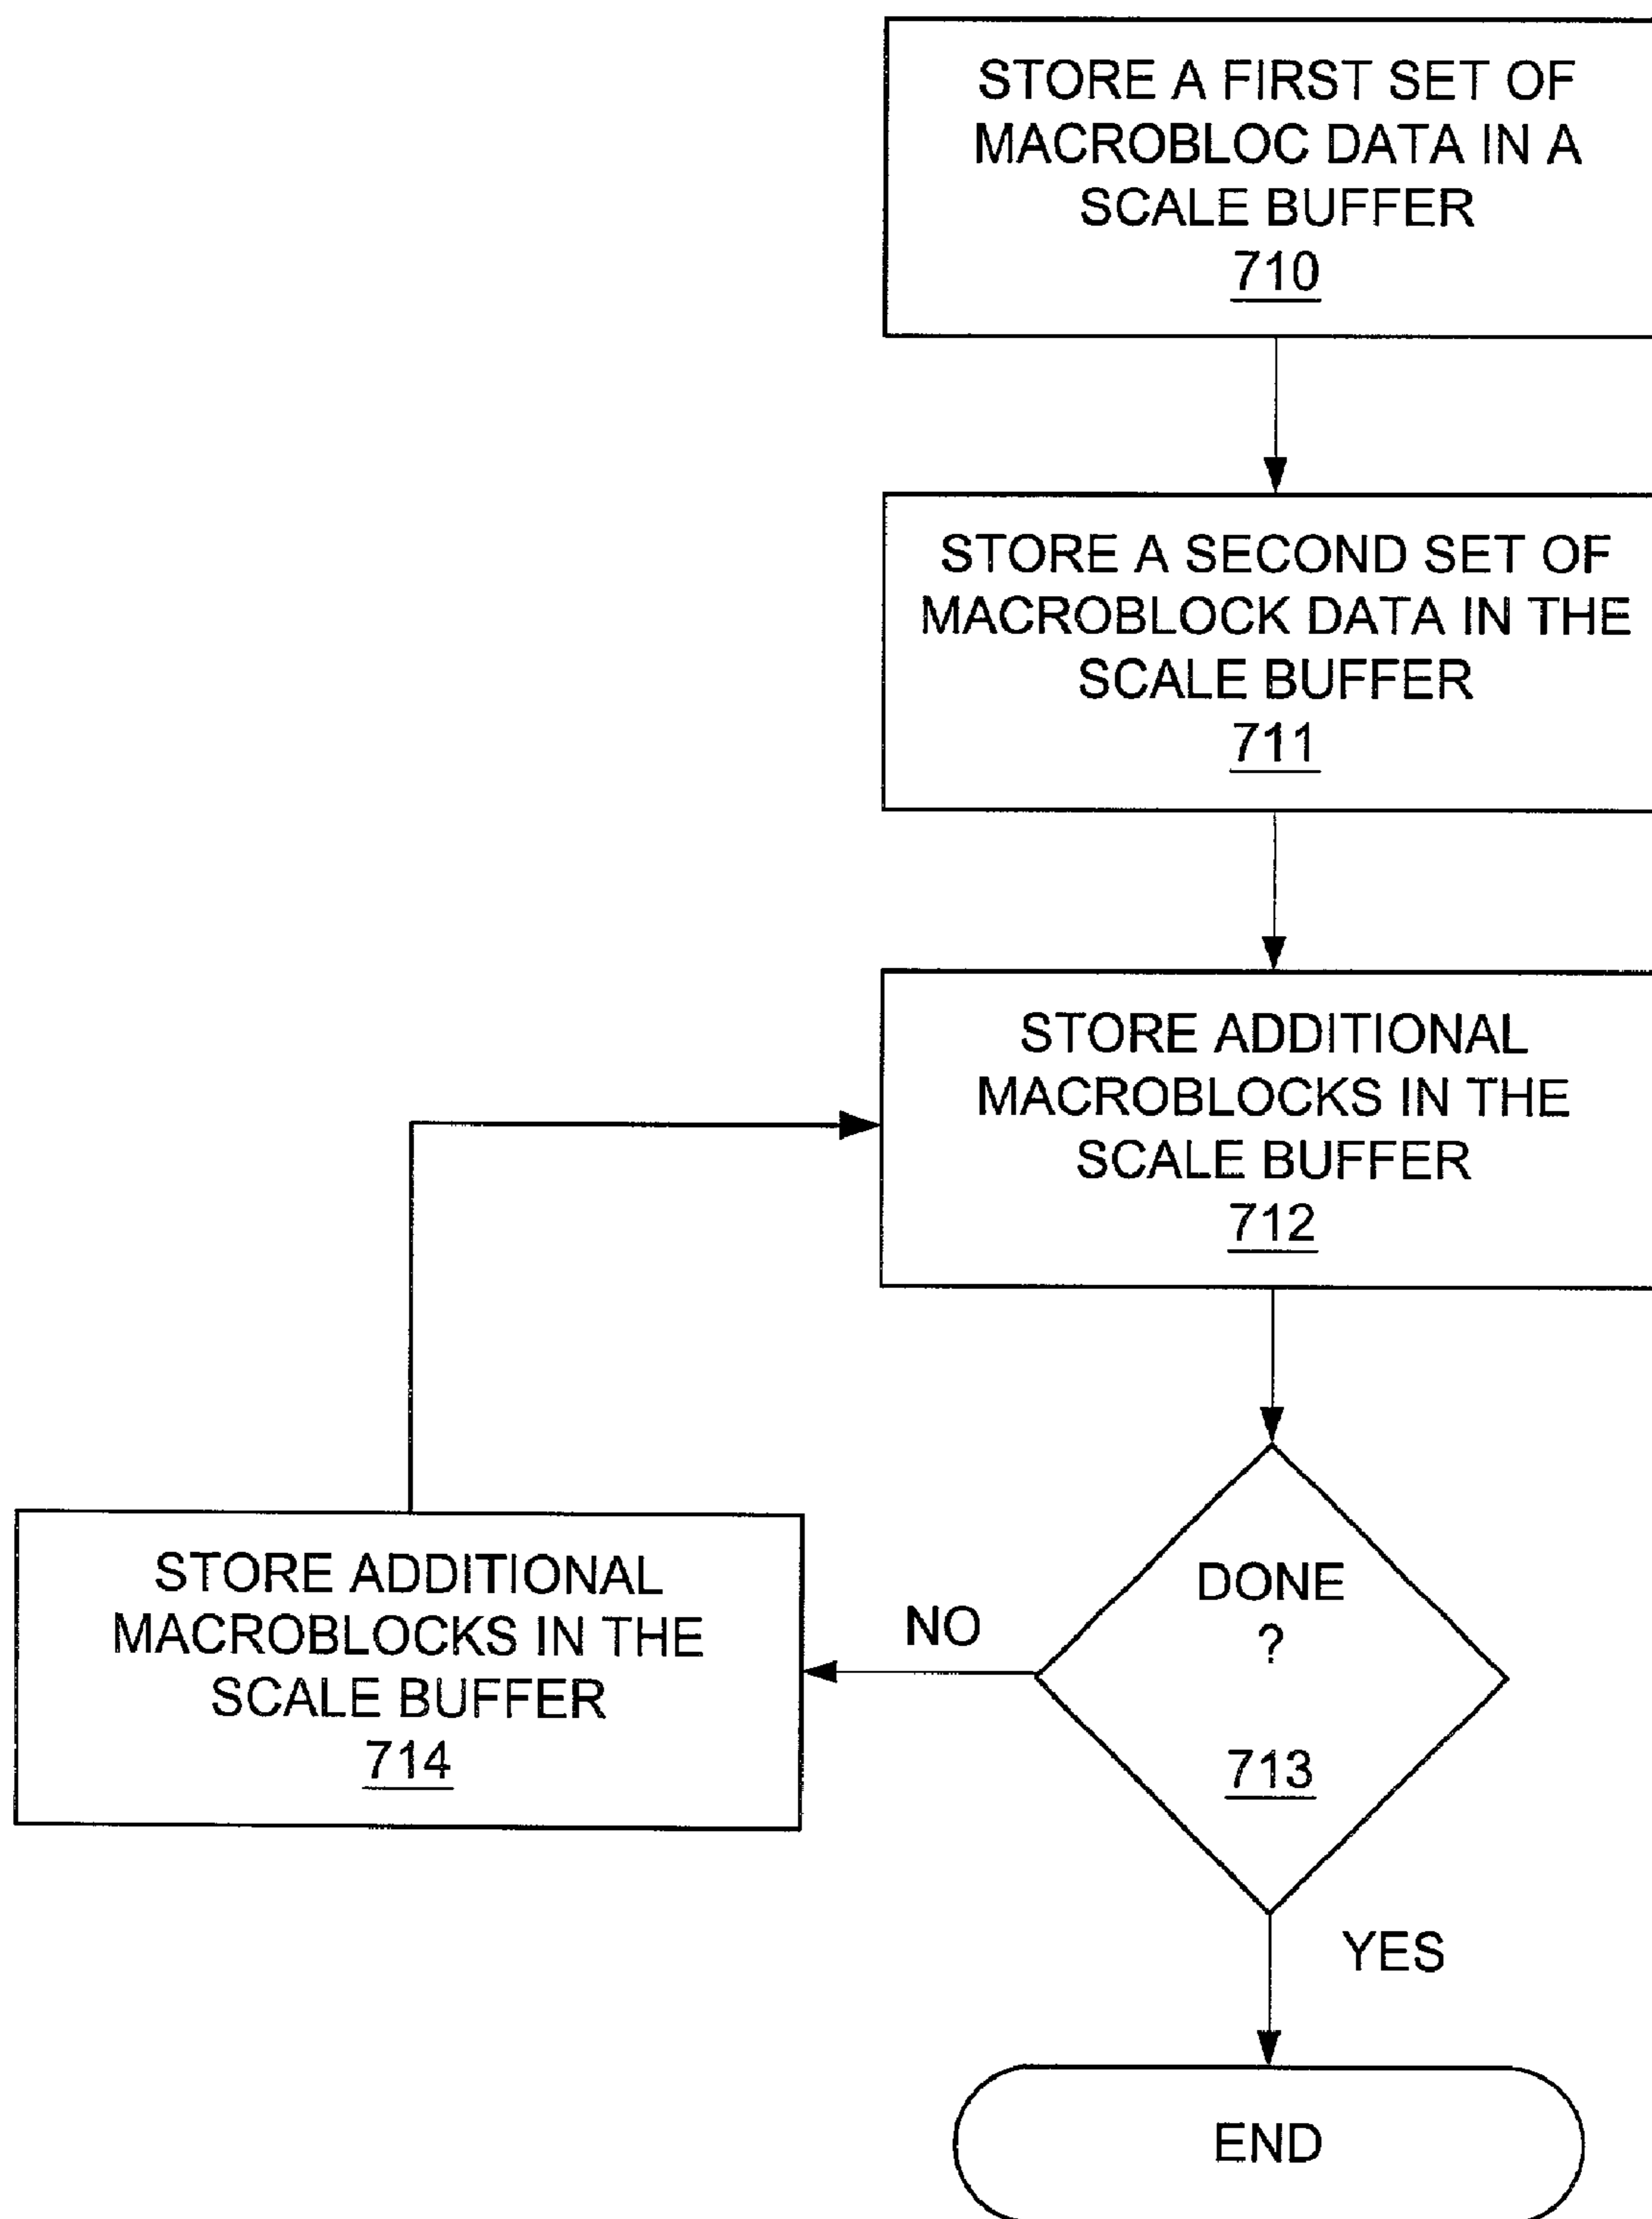 STORE A FIRST SET OF
MACROBLOC DATA IN A
SCALE BUFFER
710
STORE A SECOND SET OF
MACROBLOCK DATA IN THE
SCALE BUFFER
711
STORE ADDITIONAL
MACROBLOCKS IN THE
SCALE BUFFER
712
DONE
?
713
NO
STORE ADDITIONAL
MACROBLOCKS IN THE
SCALE BUFFER
714
YES
END